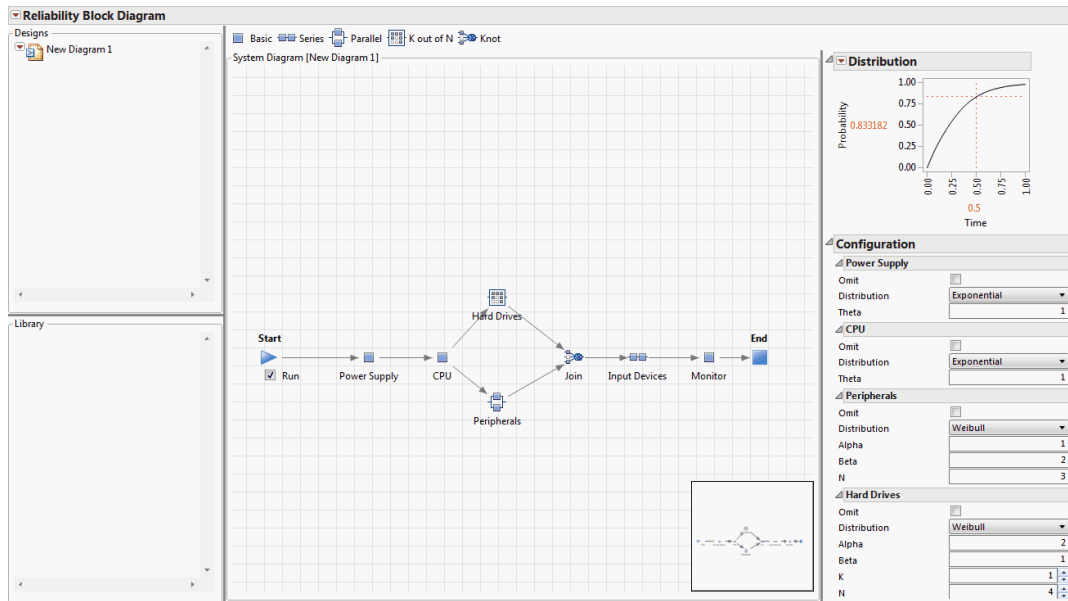 Reliability Block Diagram
Designs
New Diagram 1
Library
Basic Series Parallel K out of N Knot
System Diagram [New Diagram 1]
Hard Drives
Start
End
Run
Power Supply
CPU
Join
Input Devices
Monitor
Peripherals
Distribution
Probability
0.833182
1.00
0.75
0.50
0.25
0.00
0.00
0.25
0.50
0.75
1.00
0.5
Time
Configuration
Power Supply
Omit
Distribution Exponential
Theta 1
CPU
Omit
Distribution Exponential
Theta 1
Peripherals
Omit
Distribution Weibull
Alpha 1
Beta 2
N 3
Hard Drives
Omit
Distribution Weibull
Alpha 2
Beta 1
K 1
N 4